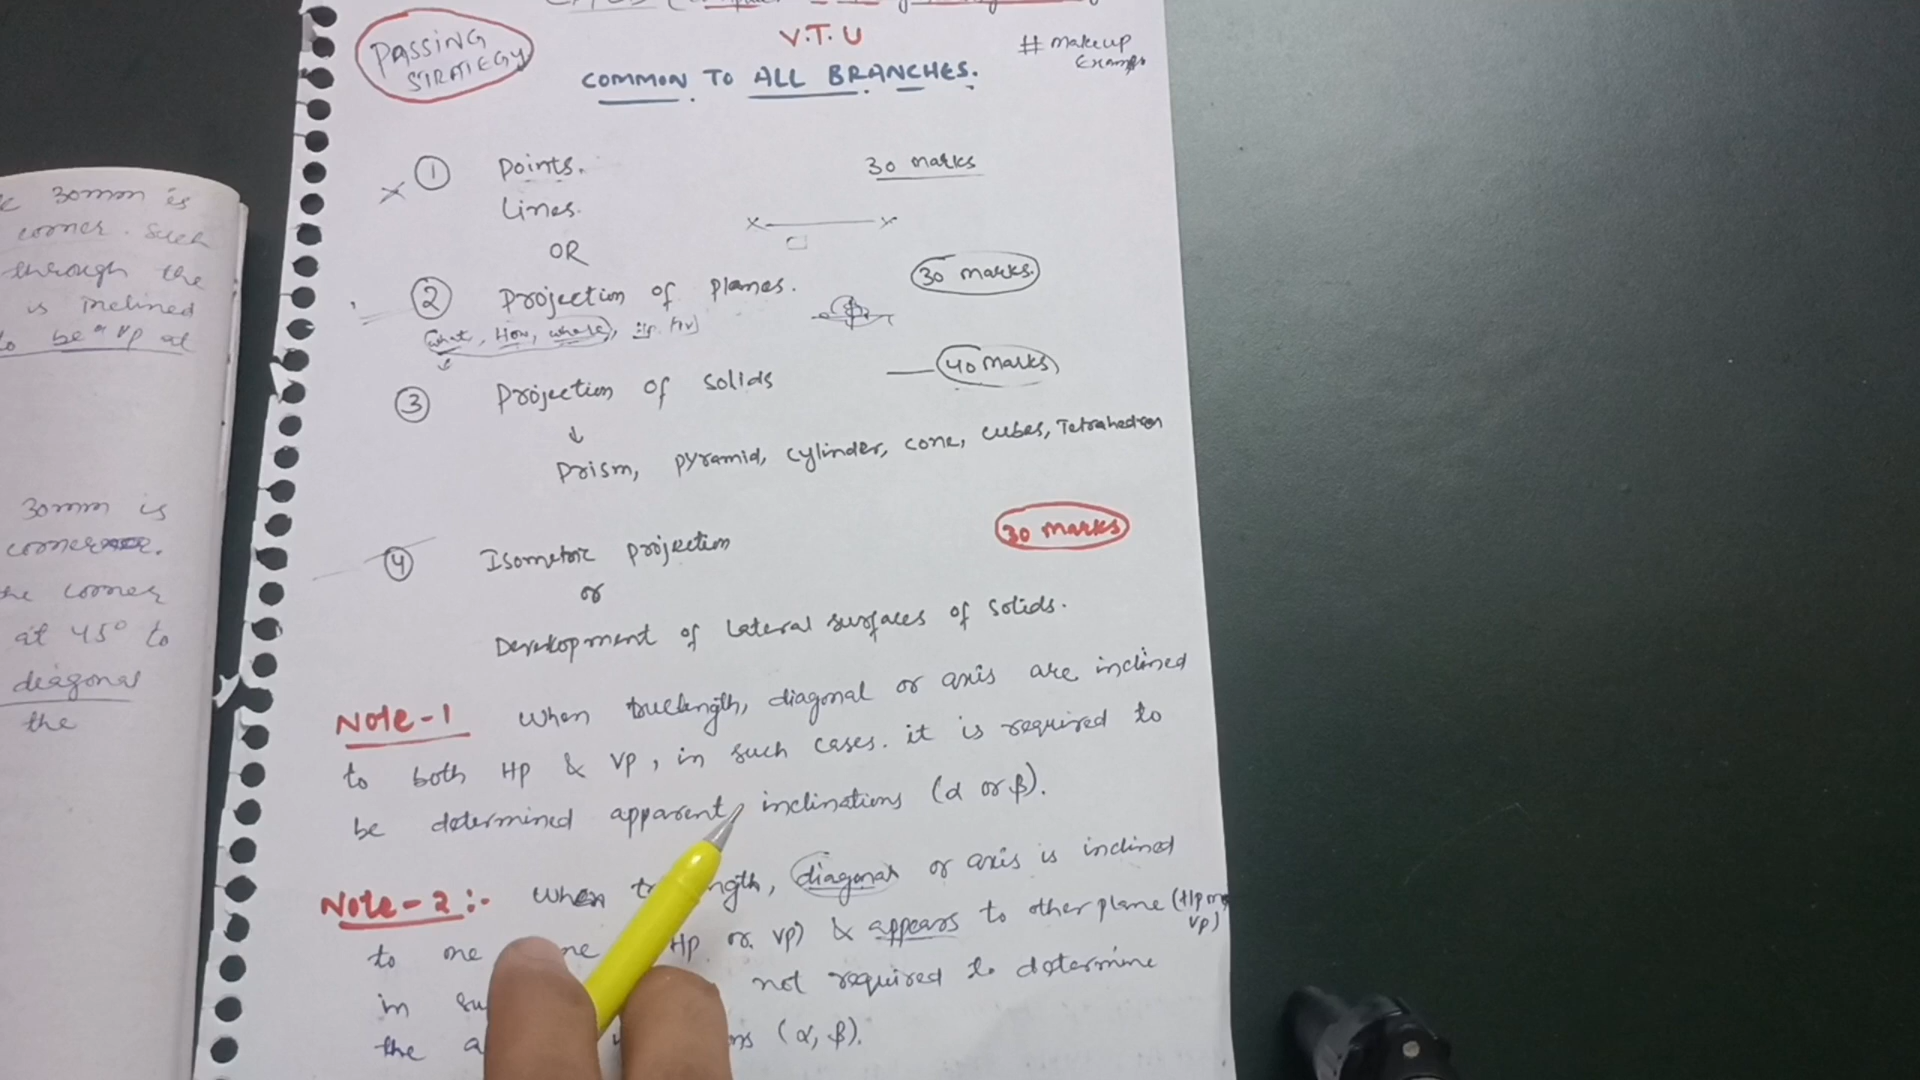 PASSING
STRATEGY
V.T.U
# makeup
Exams
COMMON TO ALL BRANCHES.
① Points. 30 marks
Lines.
OR
② Projection of planes. 30 marks.
What, How, where,
③ Projection of solids 40 marks
Prism, pyramid, cylinder, cone, cubes, Tetrahedron
④ Isometric projection 30 marks
or
Development of lateral surfaces of solids.
Note-1 When truelength, diagonal or axis are inclined
to both HP & VP, in such cases. it is required to
be determined apparent inclinations (α or β).
Note-2:- When ngth, diagonal or axis is inclined
to one HP or VP) & appears to other plane (HP or
VP)
in su not required to determine
the a ns (α, β).
30mm is
corner. Such
through the
is inclined
to be VP at
30mm is
corner.
the corner
at 45° to
diagonal
the